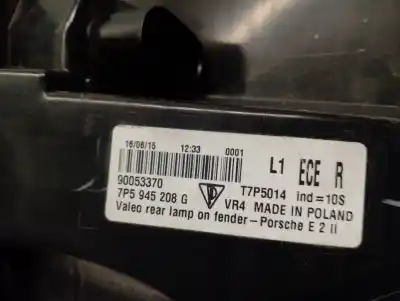 16/06/15 12:33 0001
L1 ECE R
90053370 T7P5014 ind=10S
7P5 945 208 G VR4 MADE IN POLAND
Valeo rear lamp on fender-Porsche E 2 II